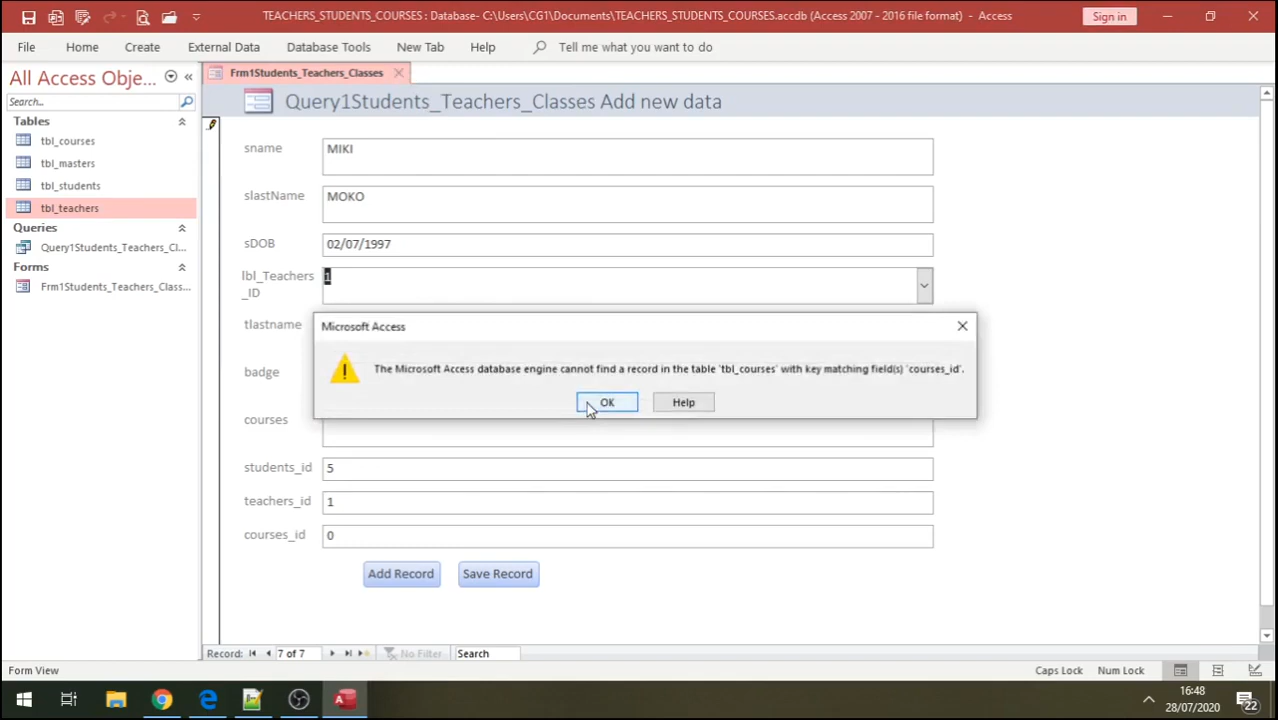 TEACHERS_STUDENTS_COURSES : Database- C:\Users\CG1\Documents\TEACHERS_STUDENTS_COURSES.accdb (Access 2007 - 2016 file format) - Access
Sign in
File Home Create External Data Database Tools New Tab Help Tell me what you want to do
All Access Obje...
Frm1Students_Teachers_Classes
Search...
Query1Students_Teachers_Classes Add new data
Tables
tbl_courses
tbl_masters
tbl_students
tbl_teachers
Queries
Query1Students_Teachers_Cl...
Forms
Frm1Students_Teachers_Class...
sname MIKI
slastName MOKO
sDOB 02/07/1997
lbl_Teachers
_ID
1
tlastname
badge
courses
Microsoft Access
The Microsoft Access database engine cannot find a record in the table 'tbl_courses' with key matching field(s) 'courses_id'.
OK Help
students_id 5
teachers_id 1
courses_id 0
Add Record Save Record
Record: 7 of 7 No Filter Search
Form View
Caps Lock Num Lock
16:48
28/07/2020
22